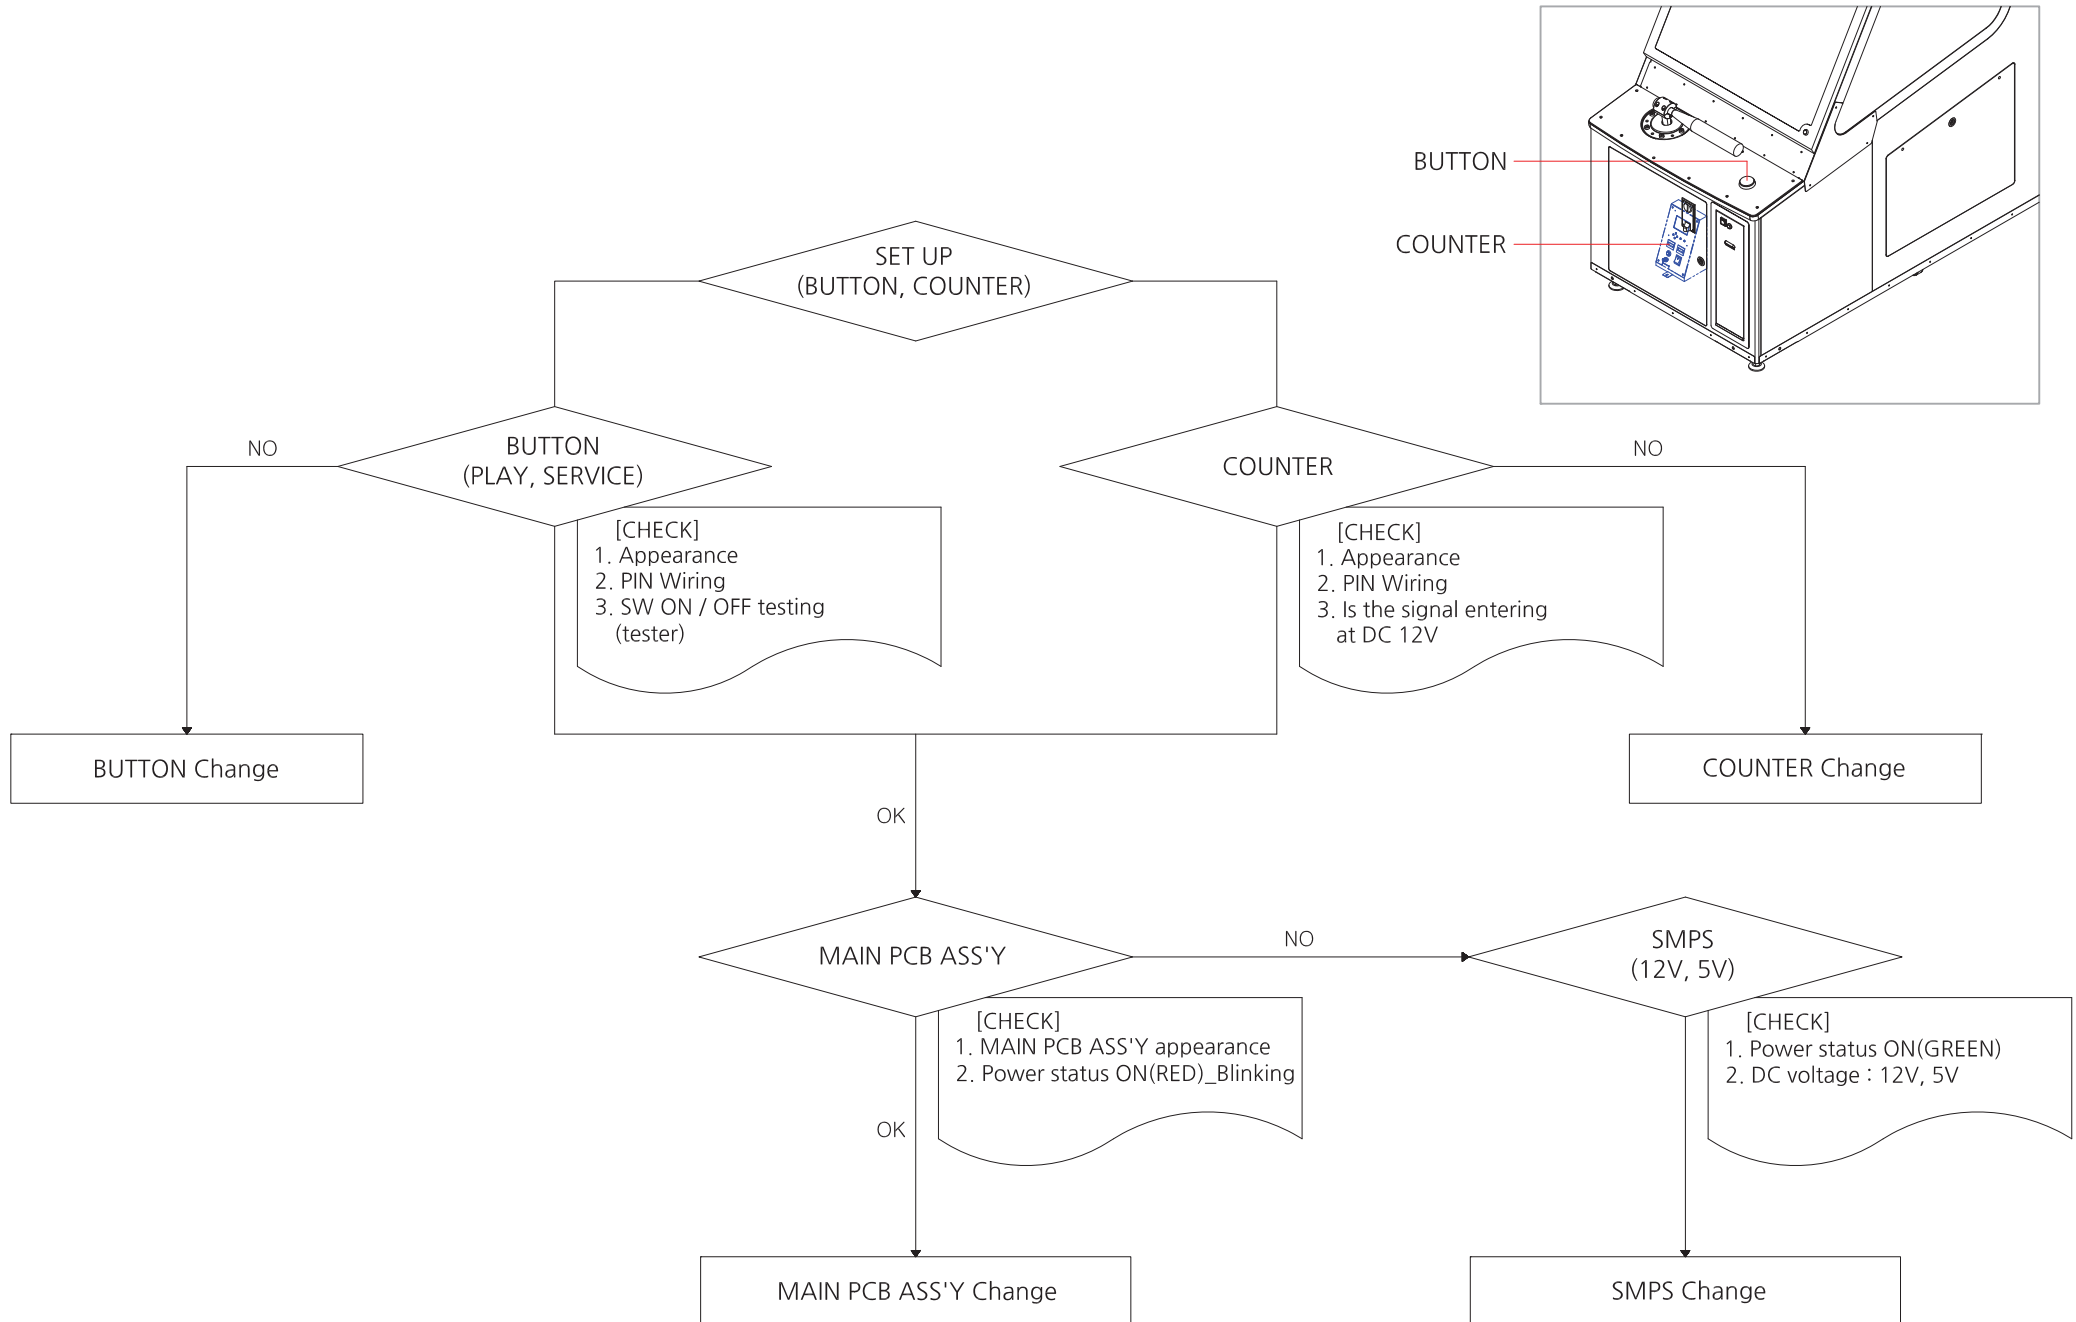 BUTTON
COUNTER
SET UP
(BUTTON, COUNTER)
NO
BUTTON
(PLAY, SERVICE)
COUNTER
NO
[CHECK]
1. Appearance
2. PIN Wiring
3. SW ON / OFF testing
(tester)
[CHECK]
1. Appearance
2. PIN Wiring
3. Is the signal entering
at DC 12V
BUTTON Change
COUNTER Change
OK
MAIN PCB ASS'Y
NO
SMPS
(12V, 5V)
[CHECK]
1. MAIN PCB ASS'Y appearance
2. Power status ON(RED)_Blinking
[CHECK]
1. Power status ON(GREEN)
2. DC voltage : 12V, 5V
OK
MAIN PCB ASS'Y Change
SMPS Change